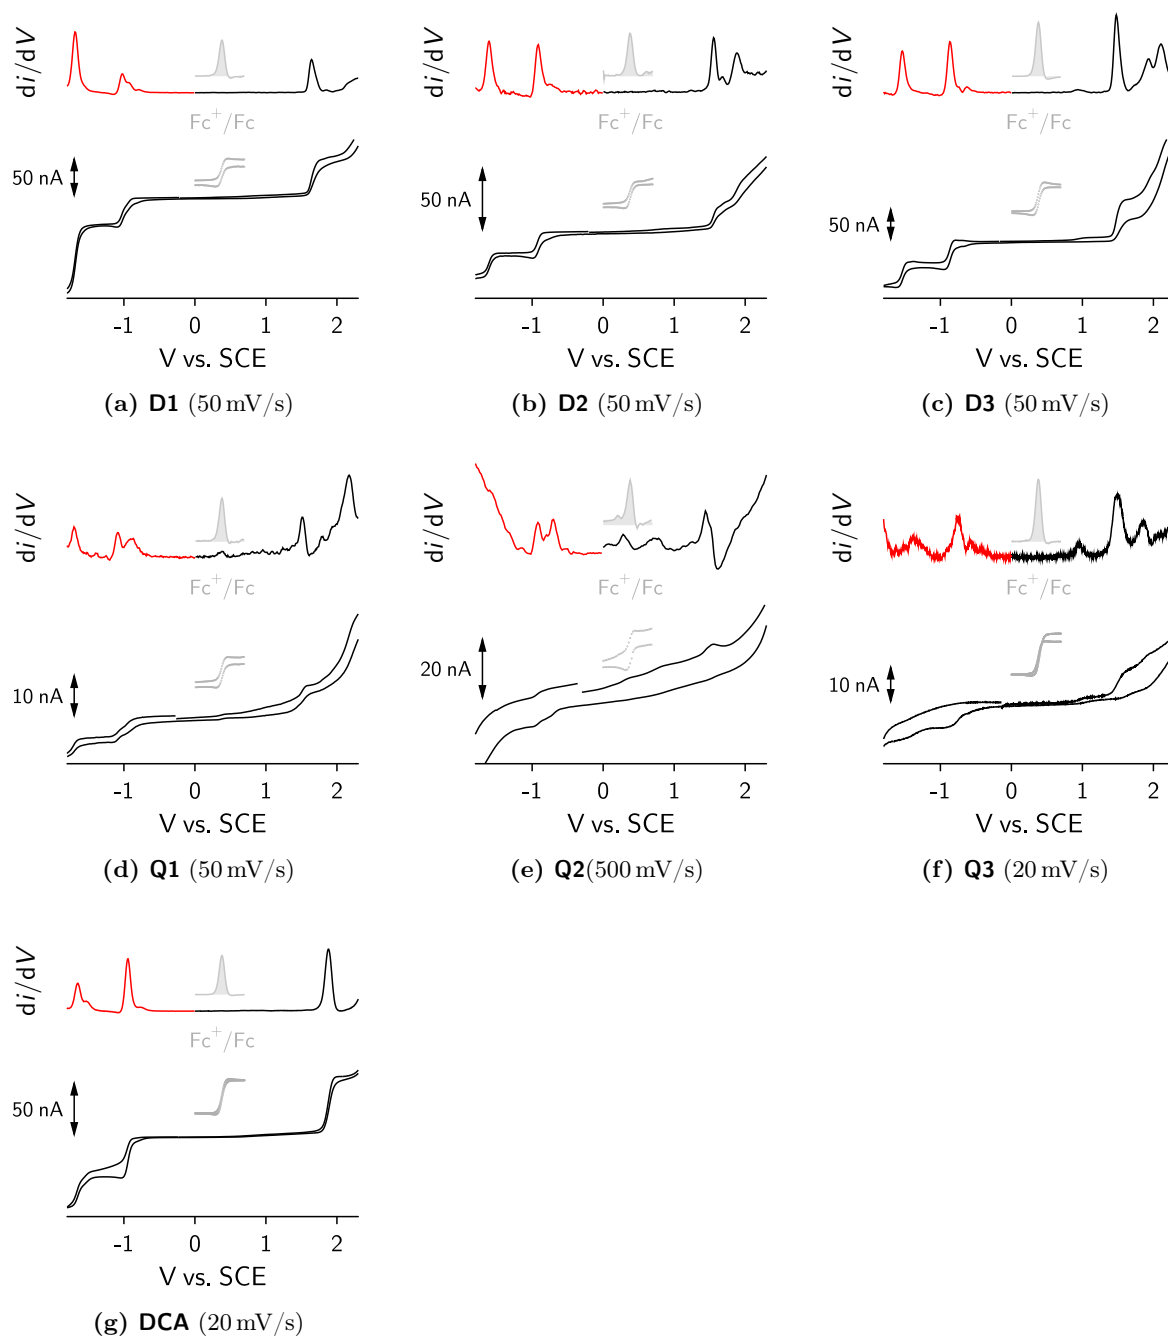 di/dV
Fc⁺/Fc
50 nA
-1 0 1 2
V vs. SCE
(a) D1 (50 mV/s)
di/dV
Fc⁺/Fc
50 nA
-1 0 1 2
V vs. SCE
(b) D2 (50 mV/s)
di/dV
Fc⁺/Fc
50 nA
-1 0 1 2
V vs. SCE
(c) D3 (50 mV/s)
di/dV
Fc⁺/Fc
10 nA
-1 0 1 2
V vs. SCE
(d) Q1 (50 mV/s)
di/dV
Fc⁺/Fc
20 nA
-1 0 1 2
V vs. SCE
(e) Q2(500 mV/s)
di/dV
Fc⁺/Fc
10 nA
-1 0 1 2
V vs. SCE
(f) Q3 (20 mV/s)
di/dV
Fc⁺/Fc
50 nA
-1 0 1 2
V vs. SCE
(g) DCA (20 mV/s)